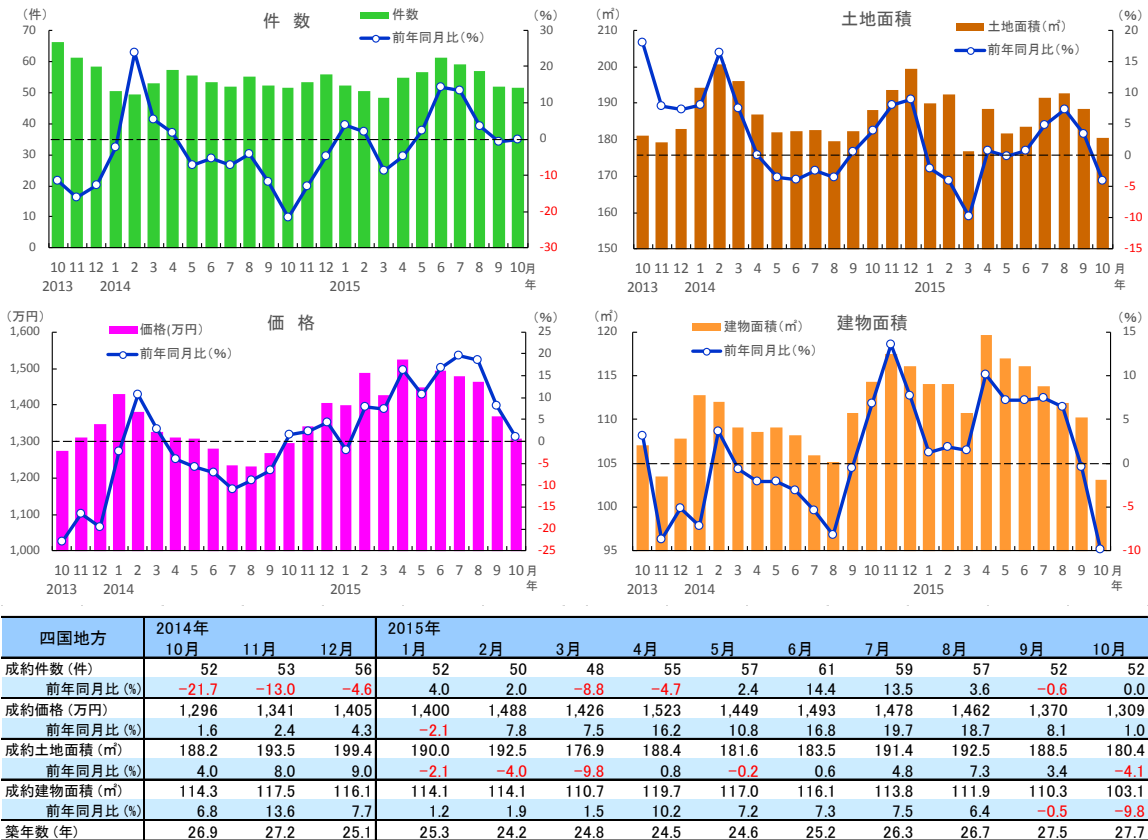 (件)
件 数
件数
前年同月比(%)
(%)
70
60
50
40
30
20
10
0
30
20
10
0
-10
-20
-30
10 11 12 1 2 3 4 5 6 7 8 9 10 11 12 1 2 3 4 5 6 7 8 9 10 月
2013 2014 2015 年
(㎡)
土地面積
土地面積(㎡)
前年同月比(%)
(%)
210
200
190
180
170
160
150
20
15
10
5
0
-5
-10
-15
10 11 12 1 2 3 4 5 6 7 8 9 10 11 12 1 2 3 4 5 6 7 8 9 10 月
2013 2014 2015 年
(万円)
価 格
価格(万円)
前年同月比(%)
(%)
1,600
1,500
1,400
1,300
1,200
1,100
1,000
25
20
15
10
5
0
-5
-10
-15
-20
-25
10 11 12 1 2 3 4 5 6 7 8 9 10 11 12 1 2 3 4 5 6 7 8 9 10 月
2013 2014 2015 年
(㎡)
建物面積
建物面積(㎡)
前年同月比(%)
(%)
120
115
110
105
100
95
15
10
5
0
-5
-10
10 11 12 1 2 3 4 5 6 7 8 9 10 11 12 1 2 3 4 5 6 7 8 9 10 月
2013 2014 2015 年
四国地方 2014年 2015年
10月 11月 12月 1月 2月 3月 4月 5月 6月 7月 8月 9月 10月
成約件数(件) 52 53 56 52 50 48 55 57 61 59 57 52 52
前年同月比(%) -21.7 -13.0 -4.6 4.0 2.0 -8.8 -4.7 2.4 14.4 13.5 3.6 -0.6 0.0
成約価格(万円) 1,296 1,341 1,405 1,400 1,488 1,426 1,523 1,449 1,493 1,478 1,462 1,370 1,309
前年同月比(%) 1.6 2.4 4.3 -2.1 7.8 7.5 16.2 10.8 16.8 19.7 18.7 8.1 1.0
成約土地面積(㎡) 188.2 193.5 199.4 190.0 192.5 176.9 188.4 181.6 183.5 191.4 192.5 188.5 180.4
前年同月比(%) 4.0 8.0 9.0 -2.1 -4.0 -9.8 0.8 -0.2 0.6 4.8 7.3 3.4 -4.1
成約建物面積(㎡) 114.3 117.5 116.1 114.1 114.1 110.7 119.7 117.0 116.1 113.8 111.9 110.3 103.1
前年同月比(%) 6.8 13.6 7.7 1.2 1.9 1.5 10.2 7.2 7.3 7.5 6.4 -0.5 -9.8
築年数(年) 26.9 27.2 25.1 25.3 24.2 24.8 24.5 24.6 25.2 26.3 26.7 27.5 27.7